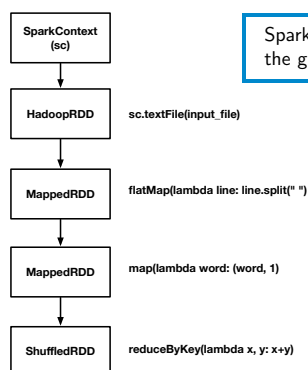 SparkContext
(sc)
Spark
the g
HadoopRDD
sc.textFile(input_file)
MappedRDD
flatMap(lambda line: line.split(" ")
MappedRDD
map(lambda word: (word, 1)
ShuffledRDD
reduceByKey(lambda x, y: x+y)